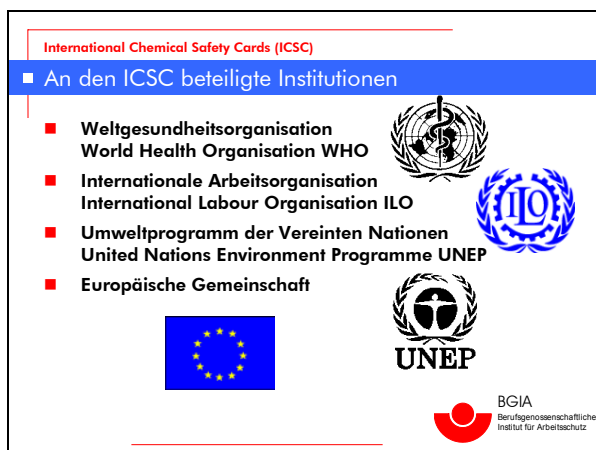 International Chemical Safety Cards (ICSC)
An den ICSC beteiligte Institutionen
Weltgesundheitsorganisation
World Health Organisation WHO
Internationale Arbeitsorganisation
International Labour Organisation ILO
ILO
Umweltprogramm der Vereinten Nationen
United Nations Environment Programme UNEP
Europäische Gemeinschaft
UNEP
BGIA
Berufsgenossenschaftliches
Institut für Arbeitsschutz